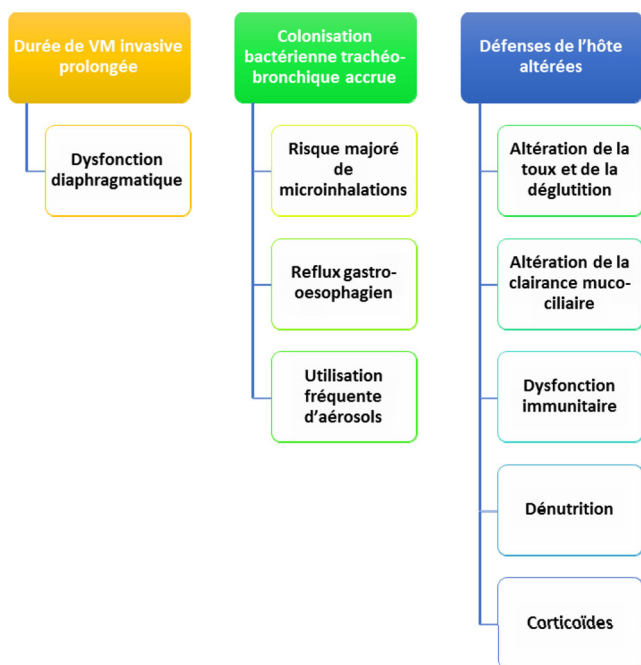 Durée de VM invasive
prolongée
Dysfonction
diaphragmatique
Colonisation
bactérienne trachéo-
bronchique accrue
Risque majoré
de
microinhalations
Reflux gastro-
oesophagien
Utilisation
fréquente
d'aérosols
Défenses de l'hôte
altérées
Altération de la
toux et de la
déglutition
Altération de la
clairance muco-
ciliaire
Dysfonction
immunitaire
Dénutrition
Corticoïdes